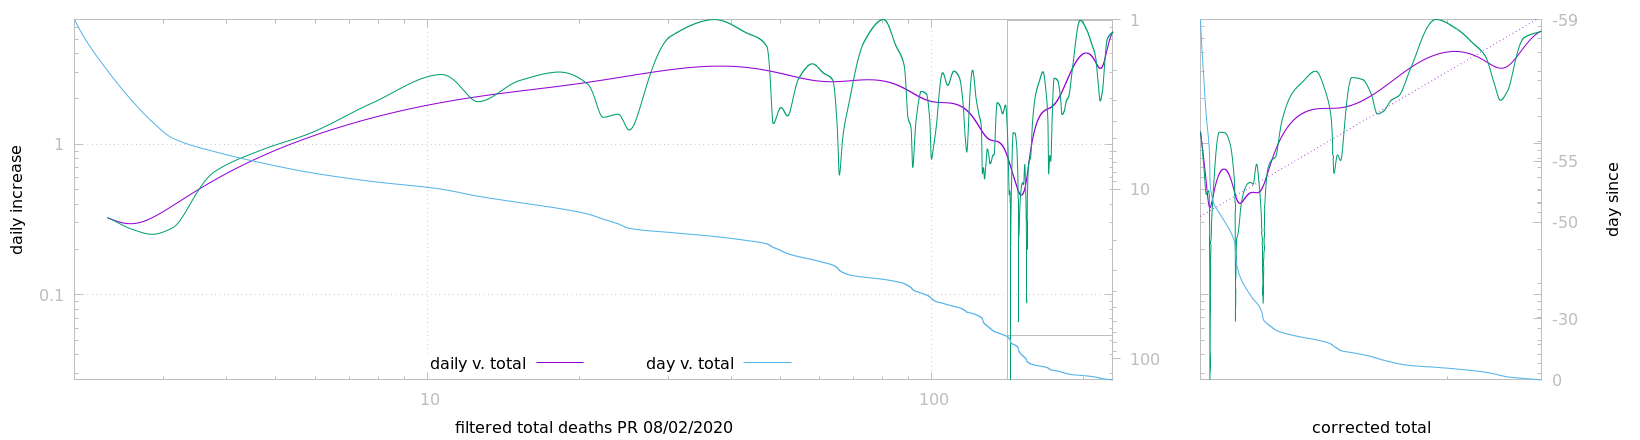 daily increase
1
0.1
10
100
daily v. total
day v. total
filtered total deaths PR 08/02/2020
1
10
100
-59
-55
-50
-30
0
day since
corrected total